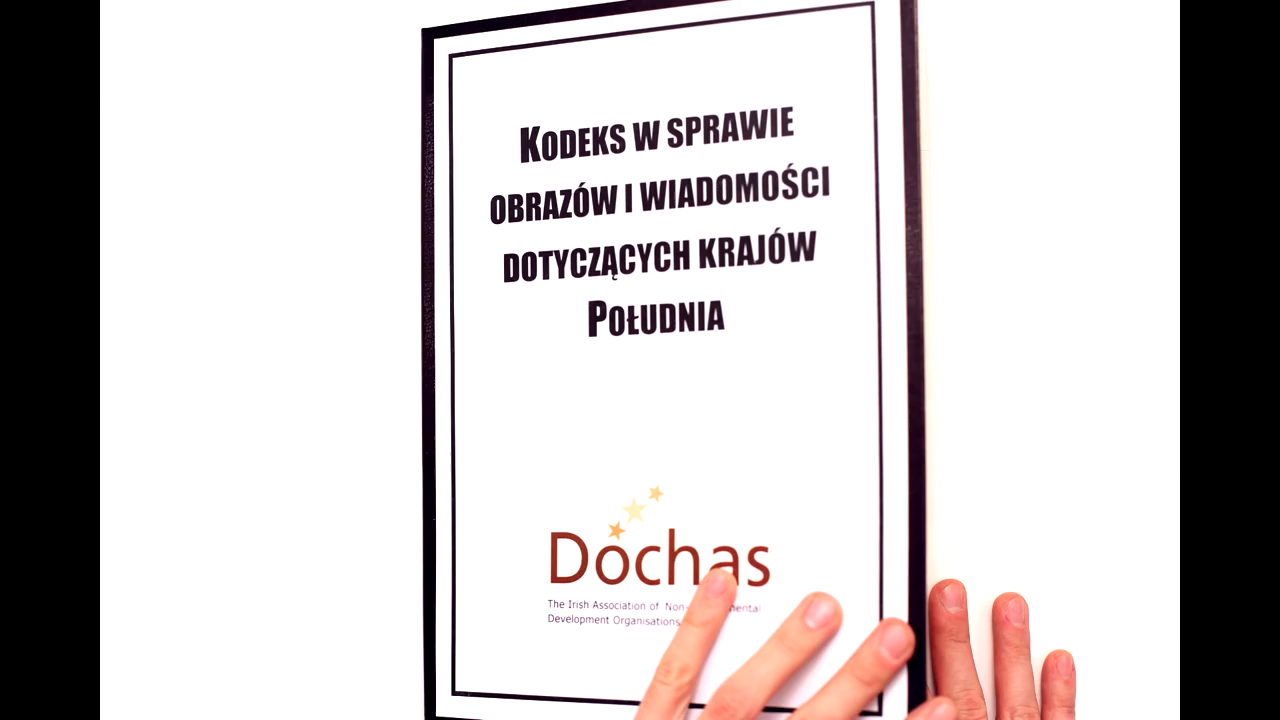 KODEKS W SPRAWIE
OBRAZÓW I WIADOMOŚCI
DOTYCZĄCYCH KRAJÓW
POŁUDNIA
Dochas
The Irish Association of
Development Organisations